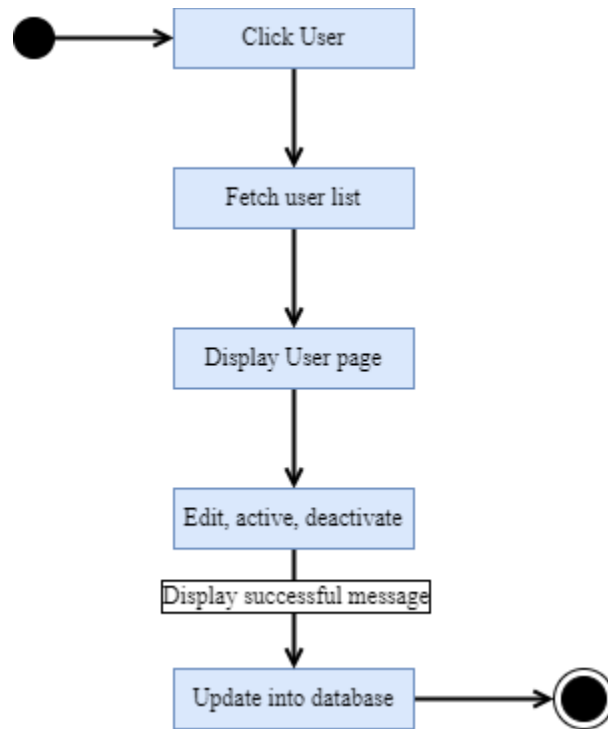 Click User
Fetch user list
Display User page
Edit, active, deactivate
Display successful message
Update into database